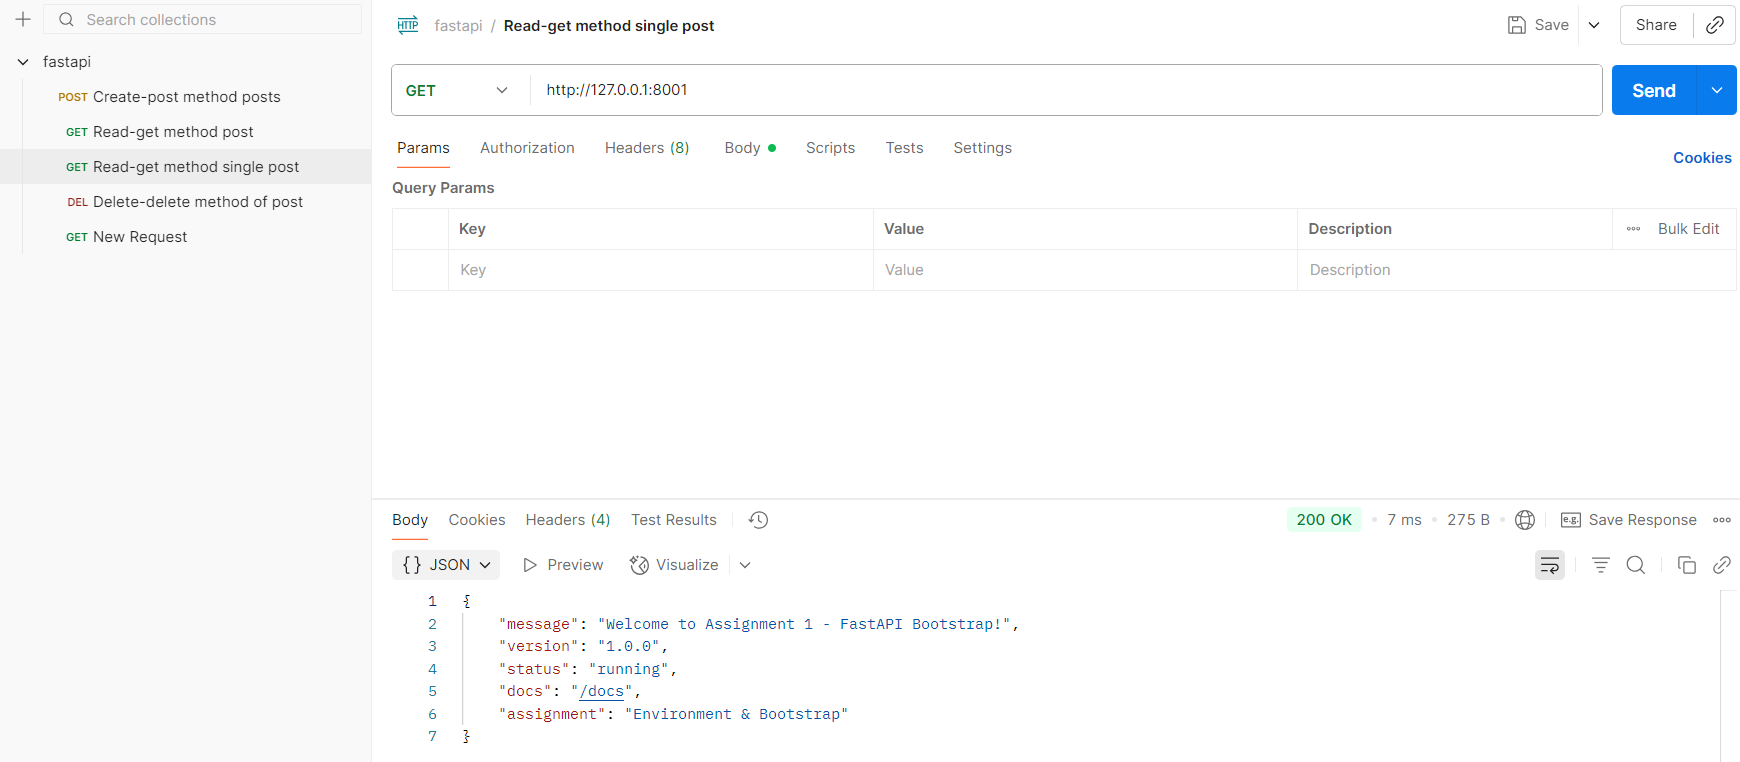 Search collections
fastapi
POST Create-post method posts
GET Read-get method post
GET Read-get method single post
DEL Delete-delete method of post
GET New Request
HTTP fastapi / Read-get method single post
Save
Share
GET http://127.0.0.1:8001
Send
Params Authorization Headers (8) Body Scripts Tests Settings
Cookies
Query Params
Key Value Description Bulk Edit
Key Value Description
Body Cookies Headers (4) Test Results
200 OK 7 ms 275 B e.g. Save Response
{} JSON Preview Visualize
1 {
2 "message": "Welcome to Assignment 1 - FastAPI Bootstrap!",
3 "version": "1.0.0",
4 "status": "running",
5 "docs": "/docs",
6 "assignment": "Environment & Bootstrap"
7 }